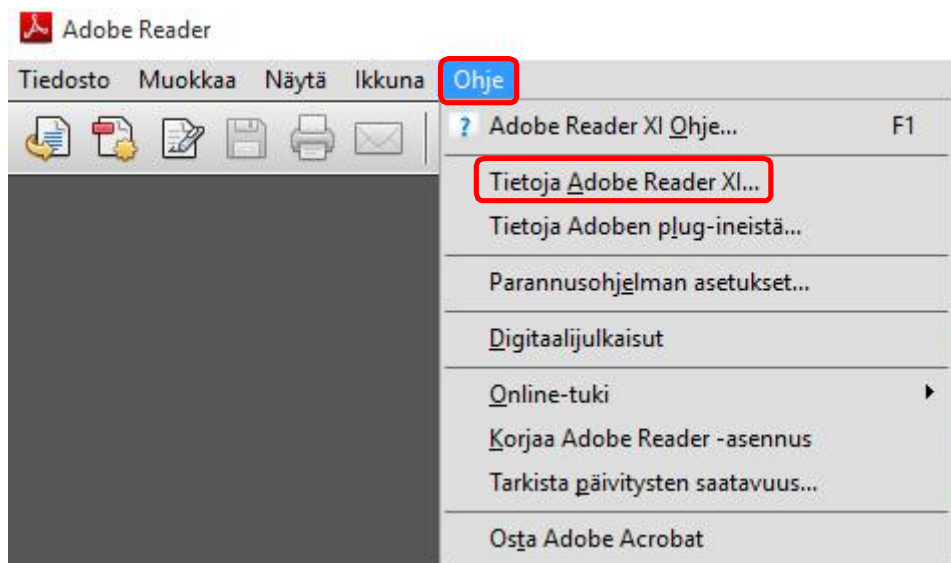 Adobe Reader
Tiedosto Muokkaa Näytä Ikkuna Ohje
? Adobe Reader XI Ohje... F1
Tietoja Adobe Reader XI...
Tietoja Adoben plug-ineistä...
Parannusohjelman asetukset...
Digitaalijulkaisut
Online-tuki
Korjaa Adobe Reader -asennus
Tarkista päivitysten saatavuus...
Osta Adobe Acrobat